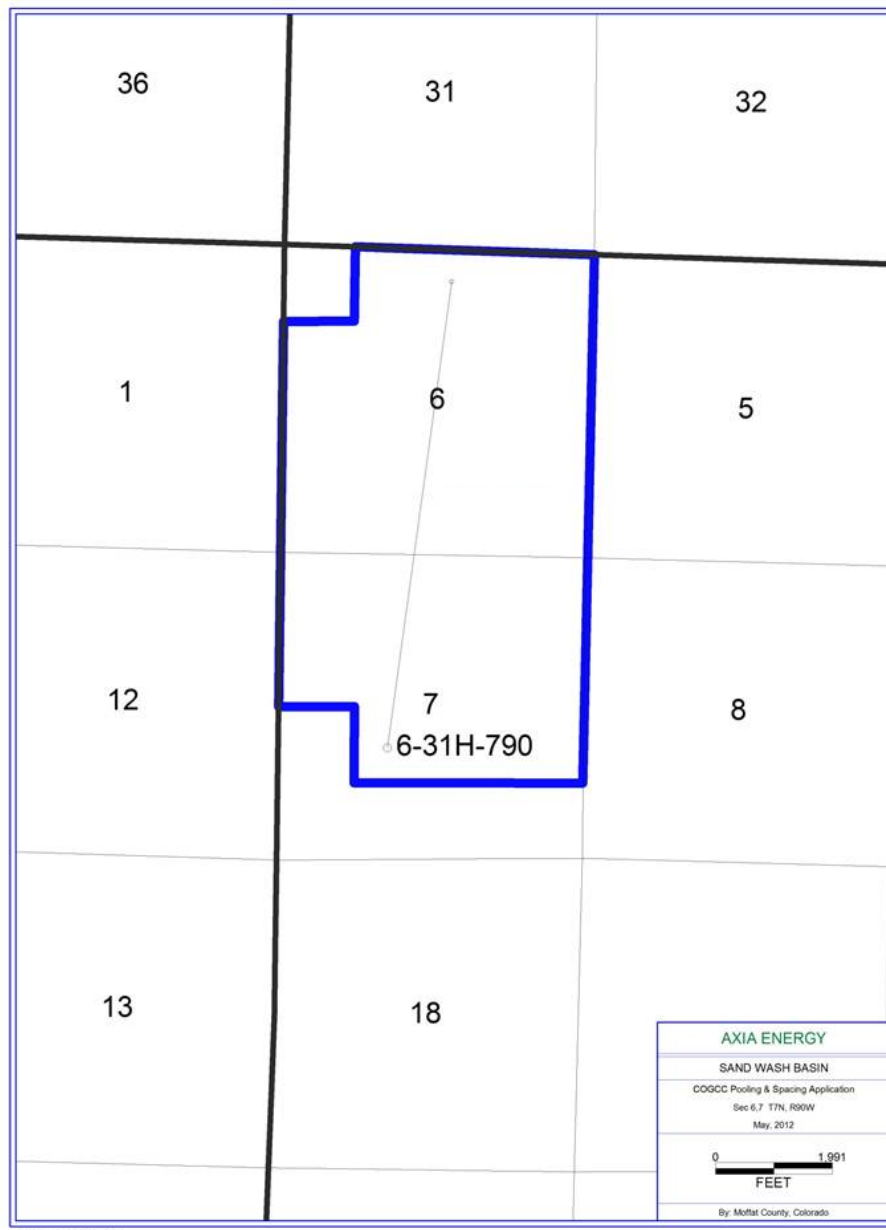 36
31
32
1
6
5
12
7
8
6-31H-790
13
18
AXIA ENERGY
SAND WASH BASIN
COGCC Pooling & Spacing Application
Sec 6,7 T7N, R90W
May, 2012
0 1,991
FEET
By: Moffat County, Colorado